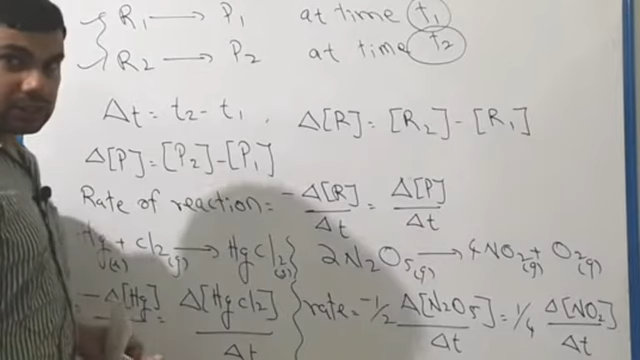 R₁ → P₁ at time t₁
R₂ → P₂ at time t₂
Δt = t₂ - t₁ , Δ[R] = [R₂] - [R₁]
Δ[P] = [P₂] - [P₁]
Rate of reaction = -Δ[R]/Δt = Δ[P]/Δt
Hg(l) + Cl₂(g) → HgCl₂(s) } 2N₂O₅(g) → 4NO₂(g) + O₂(g)
= -Δ[Hg] = Δ[HgCl₂]/Δt } rate = -1/2 Δ[N₂O₅]/Δt = 1/4 Δ[NO₂]/Δt